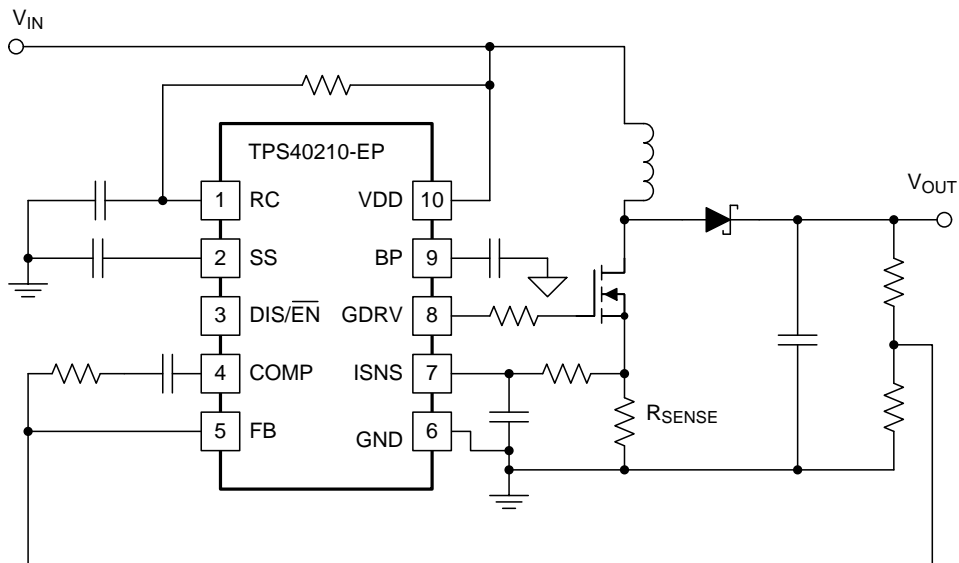 VIN
TPS40210-EP
1 RC VDD 10
VOUT
2 SS BP 9
3 DIS/EN GDRV 8
4 COMP ISNS 7
RSENSE
5 FB GND 6